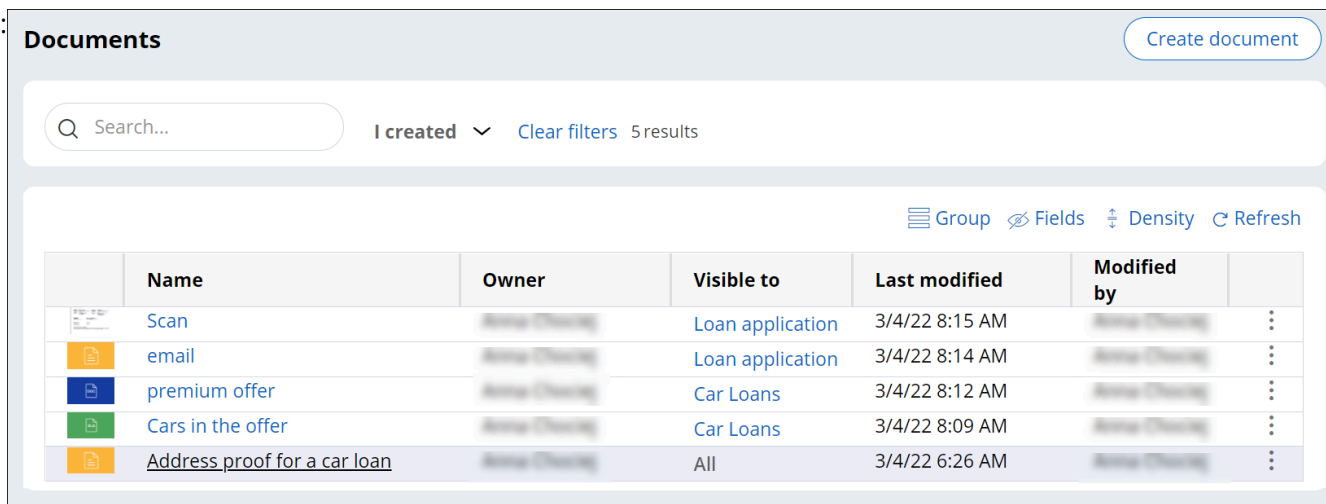 :
Documents
Create document
Search...
I created
Clear filters
5 results
Group
Fields
Density
Refresh
Name
Owner
Visible to
Last modified
Modified
by
Scan
Loan application
3/4/22 8:15 AM
email
Loan application
3/4/22 8:14 AM
premium offer
Car Loans
3/4/22 8:12 AM
Cars in the offer
Car Loans
3/4/22 8:09 AM
Address proof for a car loan
All
3/4/22 6:26 AM